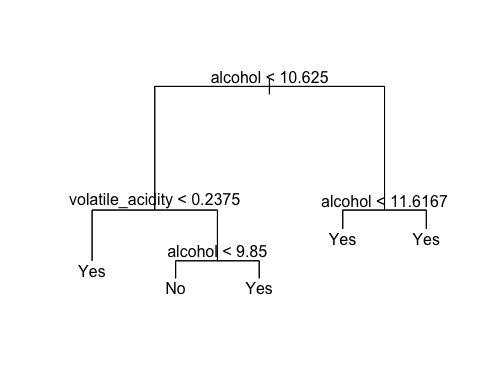 alcohol < 10.625
volatile_acidity < 0.2375
alcohol < 11.6167
Yes
Yes
alcohol < 9.85
Yes
No
Yes